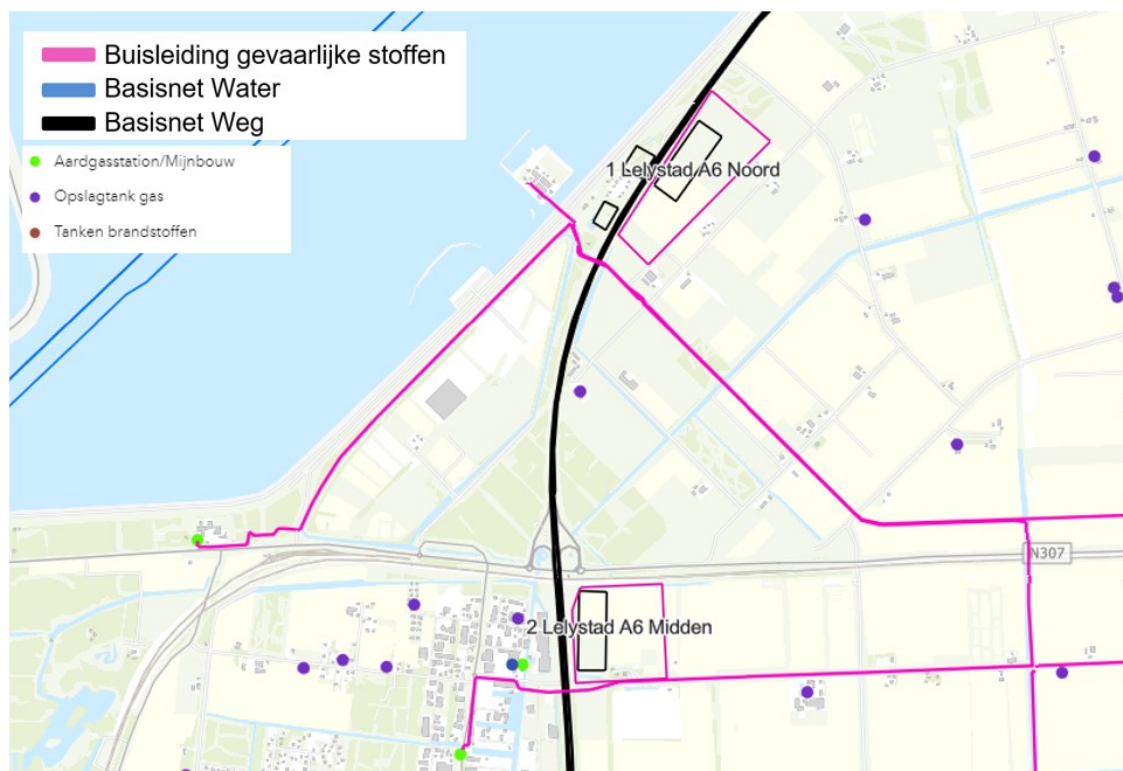 Buisleiding gevaarlijke stoffen
Basisnet Water
Basisnet Weg
Aardgasstation/Mijnbouw
Opslagtank gas
Tanken brandstoffen
1 Lelystad A6 Noord
N307
2 Lelystad A6 Midden